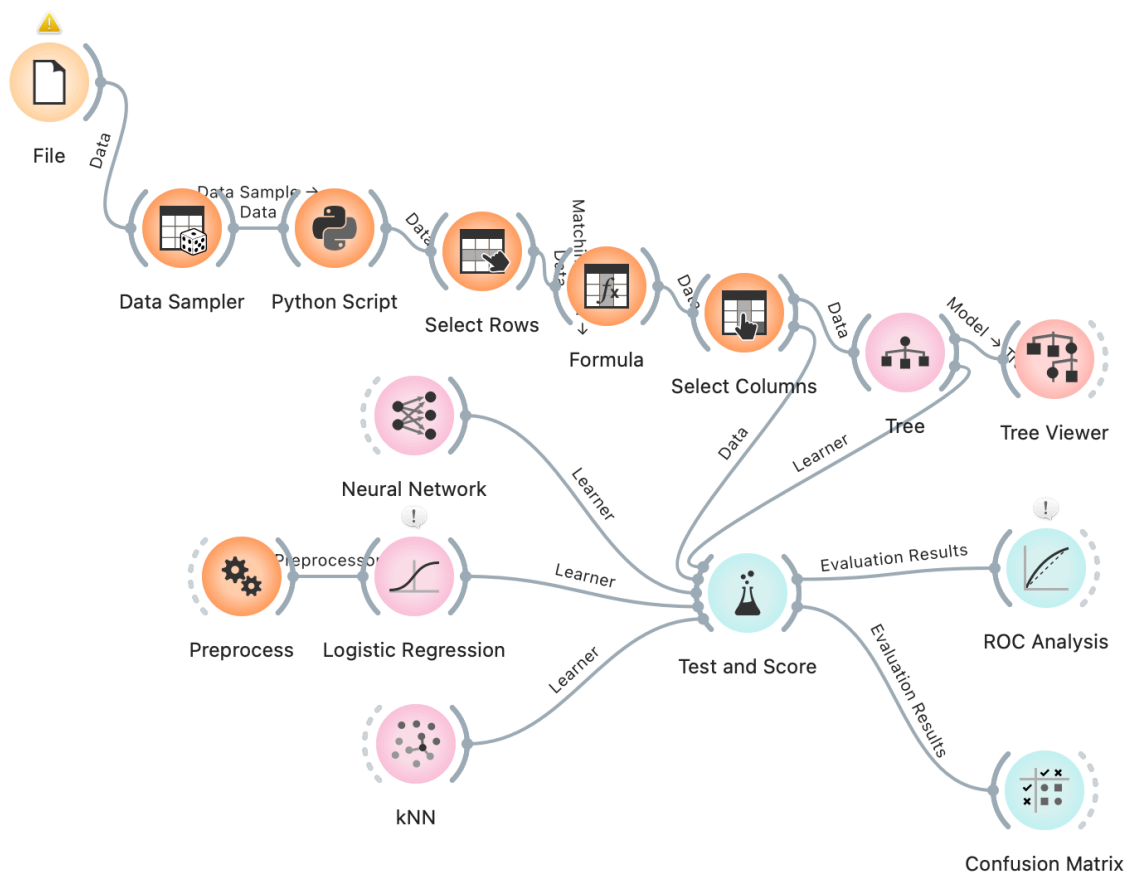 File
Data
Data Sample →
Data
Data Sampler
Python Script
Data
Select Rows
Data
Formula
Data
Select Columns
Data
Tree
Model →
Tree Viewer
Data
Learner
Neural Network
Learner
!
Preprocess
Preprocessor
Logistic Regression
Learner
kNN
Learner
Test and Score
Evaluation Results
!
ROC Analysis
Evaluation Results
Confusion Matrix